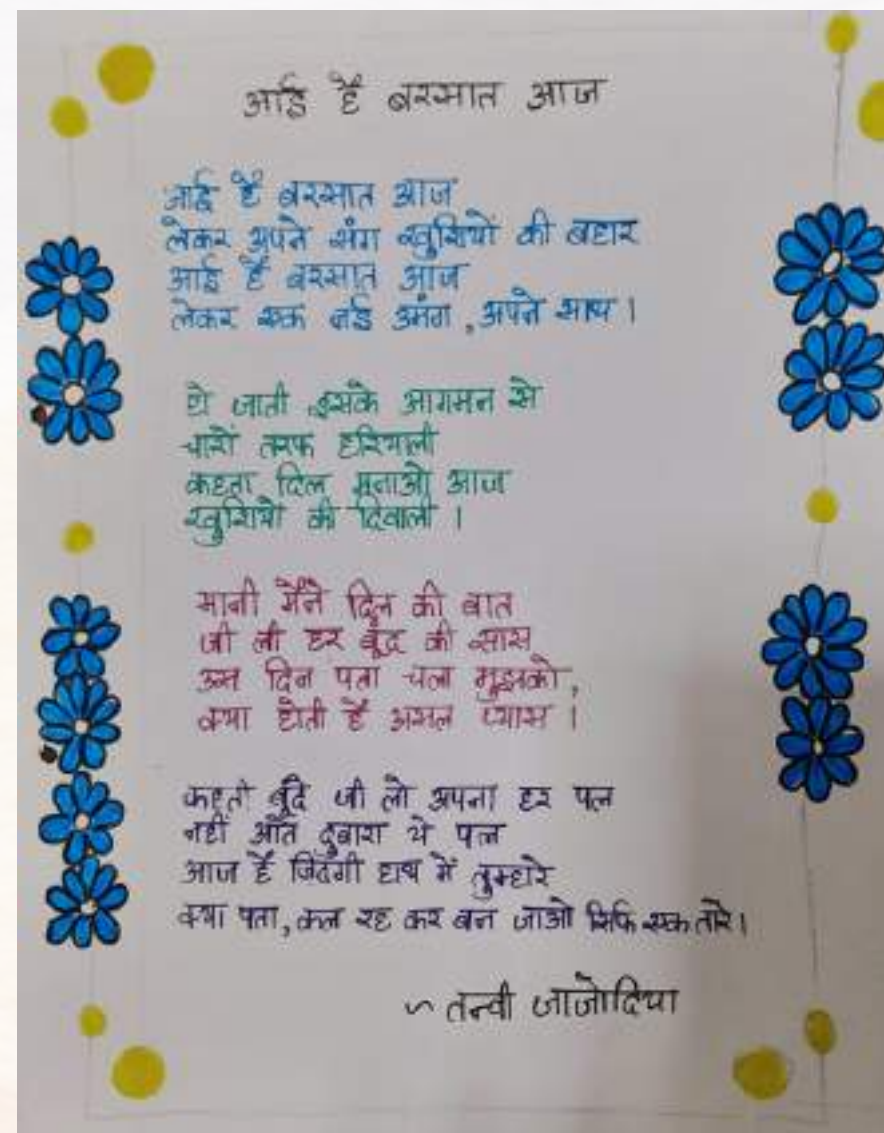 आई है बरसात आज
आई है बरसात आज
लेकर अपने संग खुशियों की बहार
आई है बरसात आज
लेकर एक नई उमंग, अपने साथ ।
हो जाती इसके आगमन से
चारों तरफ हरियाली
कहता दिल मनाओ आज
खुशियों की दिवाली ।
मानी मैंने दिल की बात
जी ली हर बूंद की सास
उस दिन पता चला मुझको,
क्या होती है असल प्यास ।
कहती बूंदे जी लो अपना हर पल
नहीं आते दुबारा ये पल
आज है जिंदगी हाथ में तुम्हारे
क्या पता, कल रह कर बन जाओ सिर्फ एक तारे।
~ तन्वी जाजोदिया